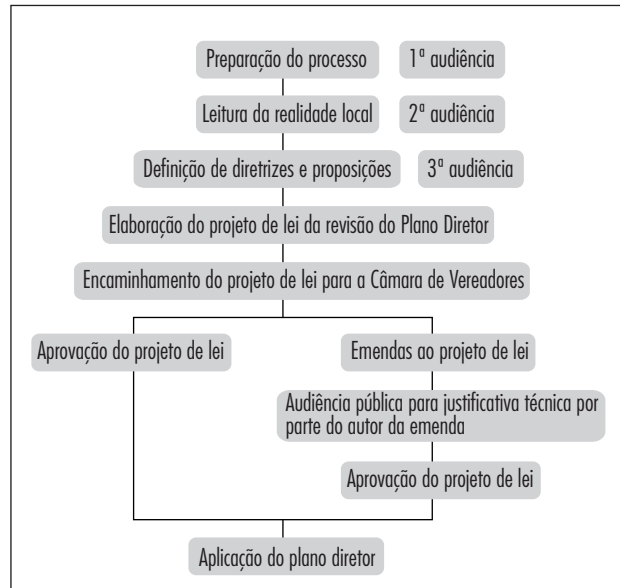 Preparação do processo
1ª audiência
Leitura da realidade local
2ª audiência
Definição de diretrizes e proposições
3ª audiência
Elaboração do projeto de lei da revisão do Plano Diretor
Encaminhamento do projeto de lei para a Câmara de Vereadores
Aprovação do projeto de lei
Emendas ao projeto de lei
Audiência pública para justificativa técnica por
parte do autor da emenda
Aprovação do projeto de lei
Aplicação do plano diretor